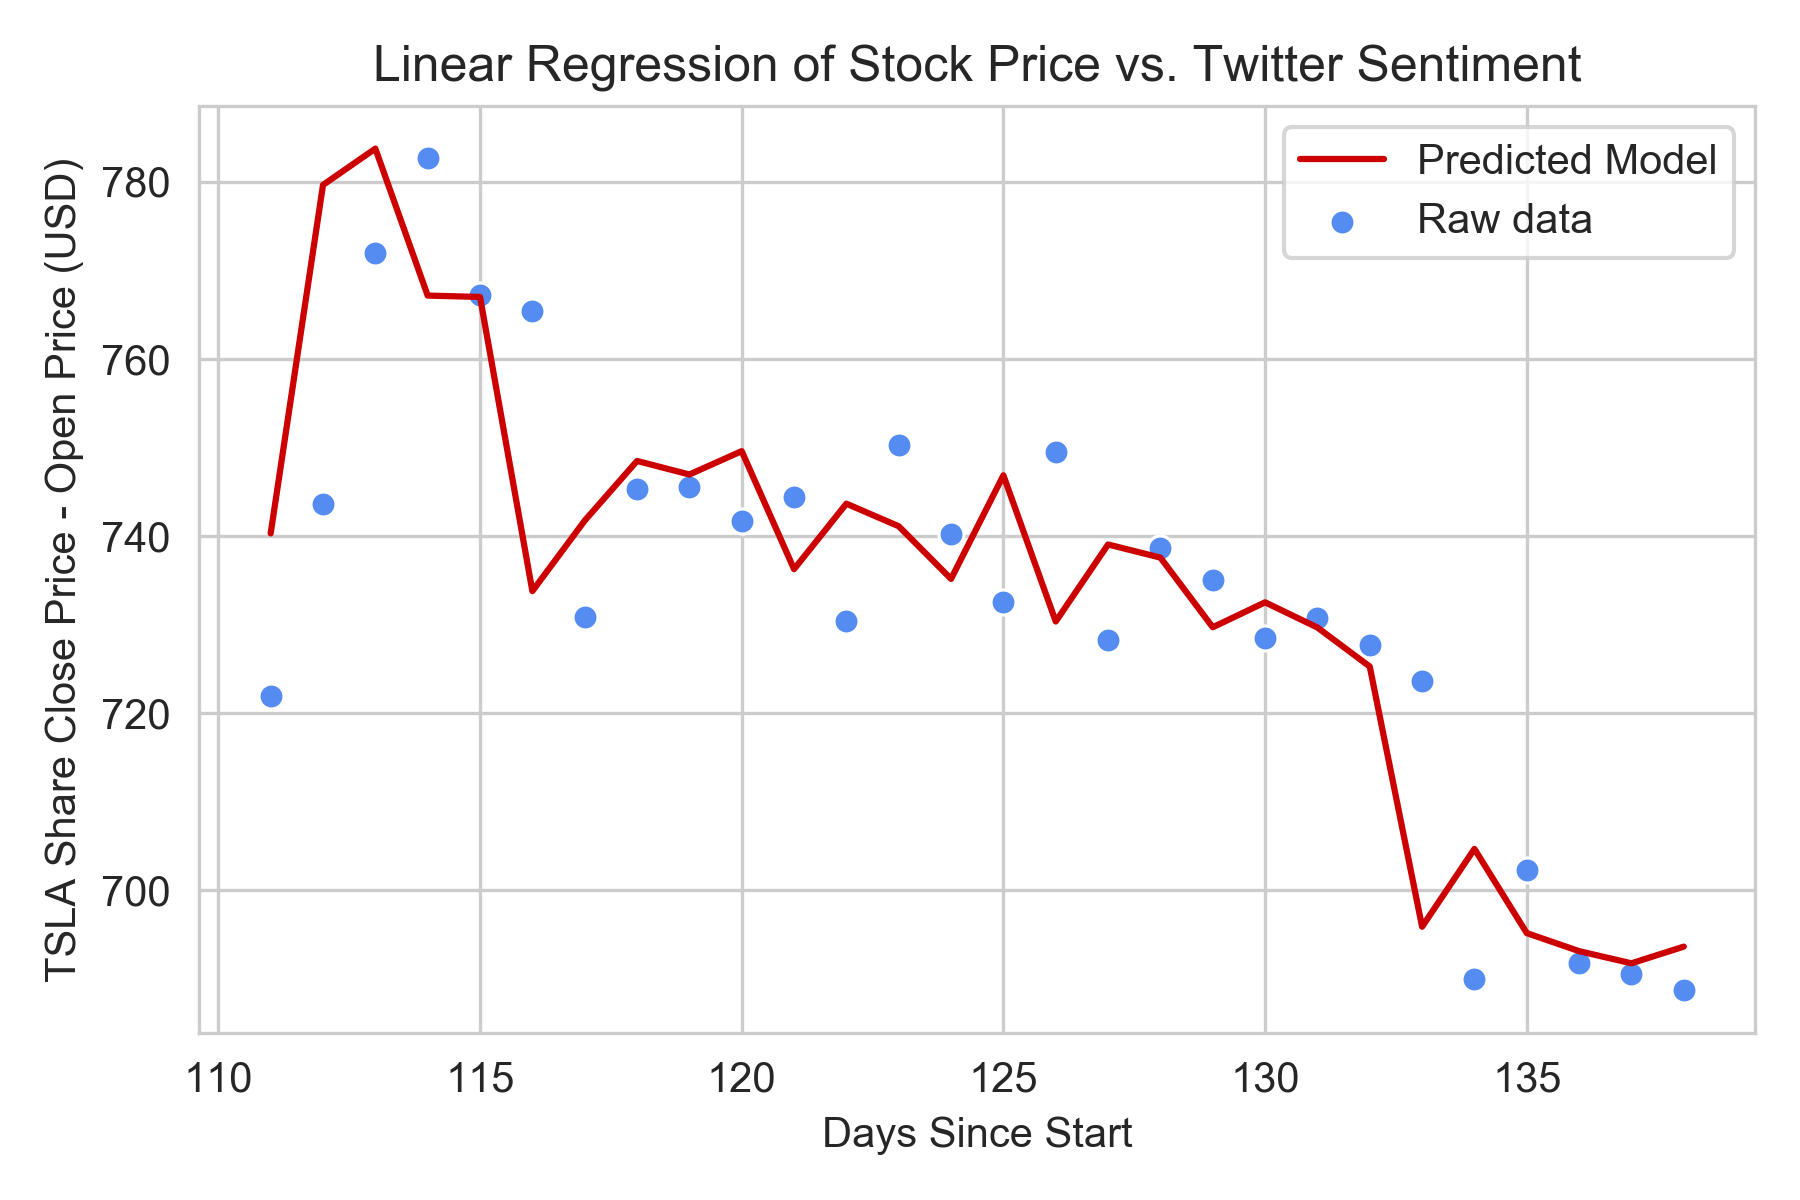 Linear Regression of Stock Price vs. Twitter Sentiment
Predicted Model
Raw data
TSLA Share Close Price - Open Price (USD)
780
760
740
720
700
110 115 120 125 130 135
Days Since Start